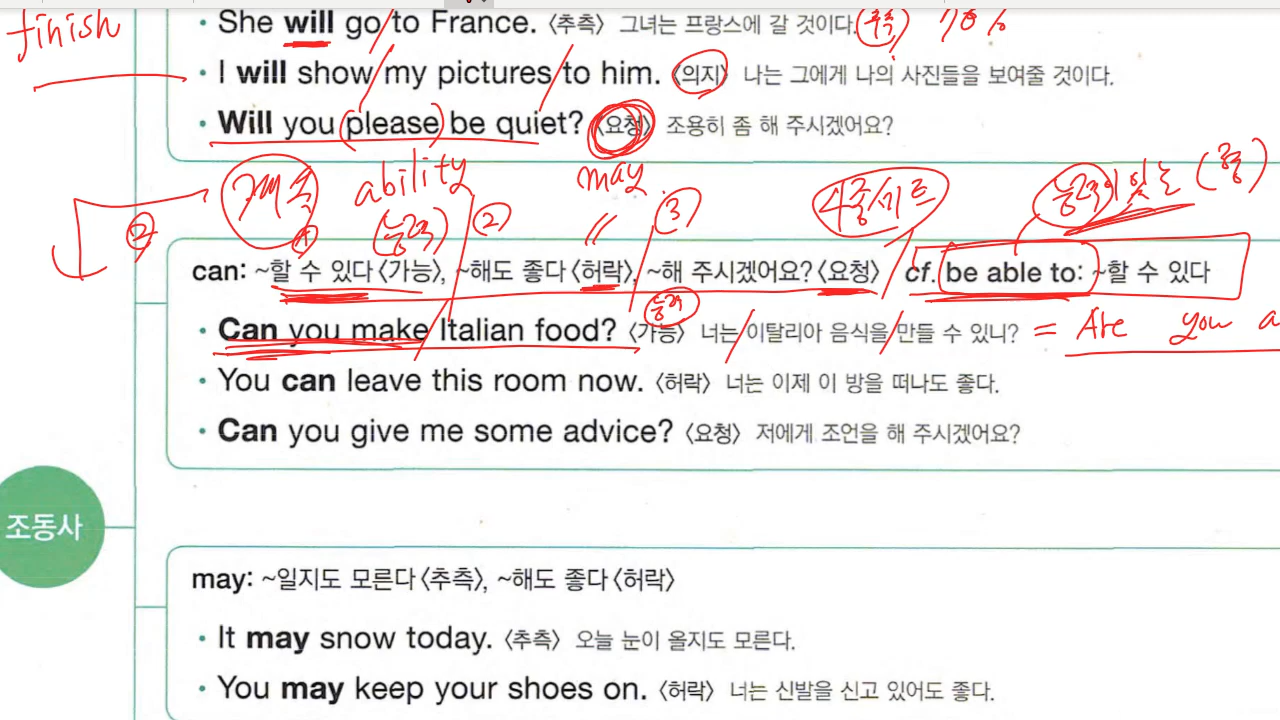 finish
• She will go to France. 〈추측〉 그녀는 프랑스에 갈 것이다. 추측 70%
• I will show my pictures to him. 〈의지〉 나는 그에게 나의 사진들을 보여줄 것이다.
• Will you please be quiet? 〈요청〉 조용히 좀 해 주시겠어요?
② ability (능력) ② may " ③ 능력이 있는 (형)
can: ~할 수 있다〈가능〉, ~해도 좋다〈허락〉, ~해 주시겠어요?〈요청〉 cf. be able to: ~할 수 있다
능력
• Can you make Italian food? 〈가능〉 너는 이탈리아 음식을 만들 수 있니? = Are you a
• You can leave this room now. 〈허락〉 너는 이제 이 방을 떠나도 좋다.
• Can you give me some advice? 〈요청〉 저에게 조언을 해 주시겠어요?
조동사
may: ~일지도 모른다〈추측〉, ~해도 좋다〈허락〉
• It may snow today. 〈추측〉 오늘 눈이 올지도 모른다.
• You may keep your shoes on. 〈허락〉 너는 신발을 신고 있어도 좋다.